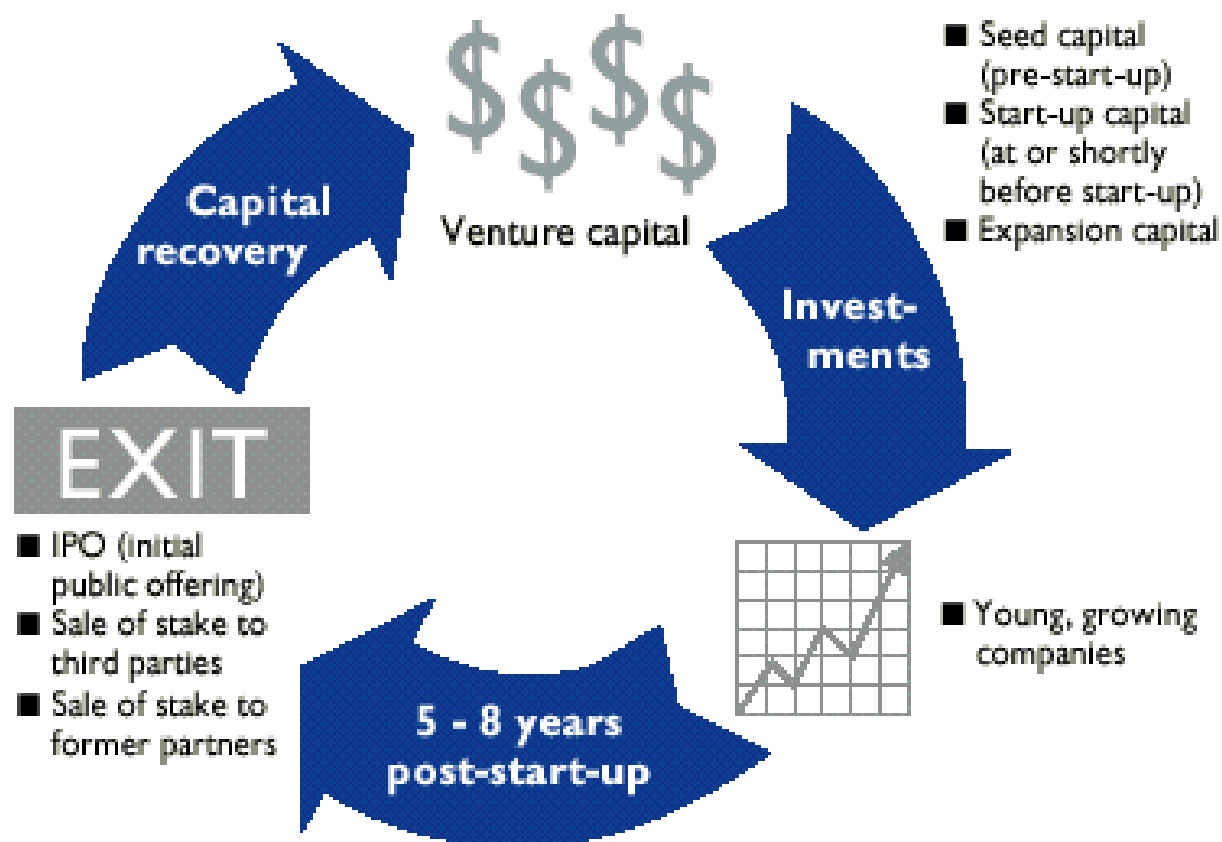 $ $ $ $
Venture capital
■ Seed capital
(pre-start-up)
■ Start-up capital
(at or shortly
before start-up)
■ Expansion capital
Invest-
ments
■ Young, growing
companies
5 - 8 years
post-start-up
EXIT
■ IPO (initial
public offering)
■ Sale of stake to
third parties
■ Sale of stake to
former partners
Capital
recovery